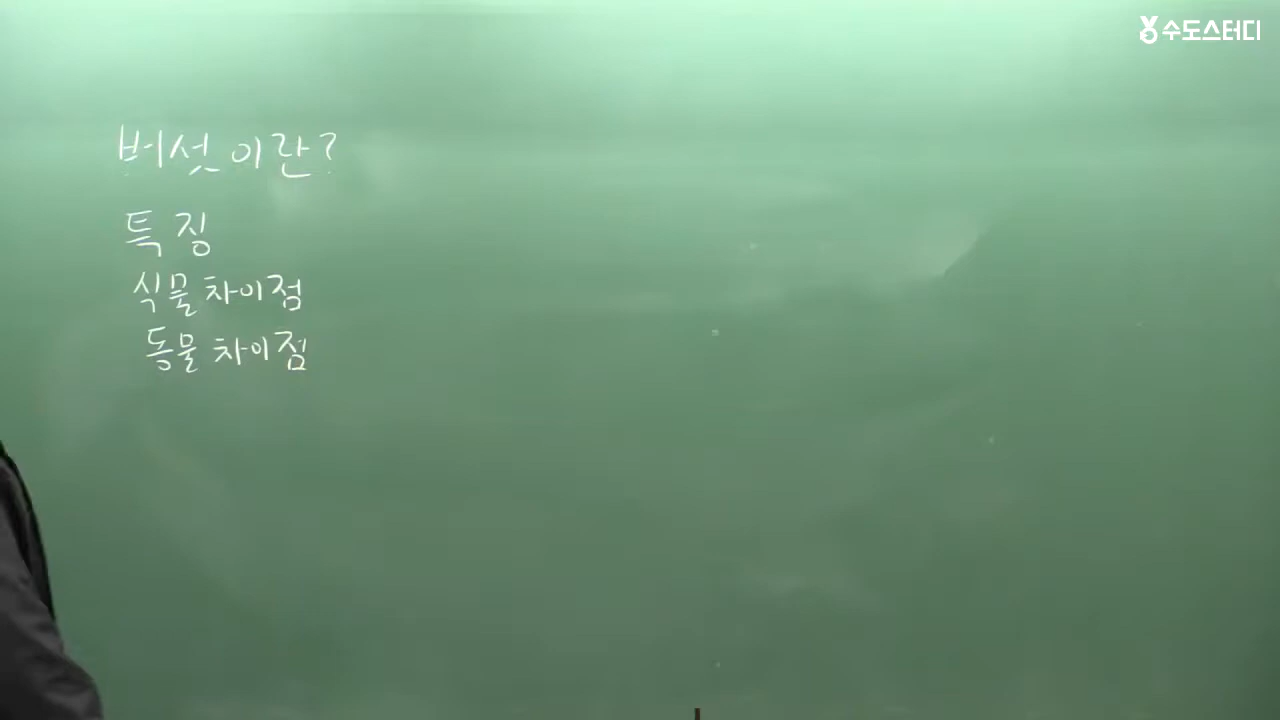 수도스터디
버섯이란?
특징
식물 차이점
동물 차이점